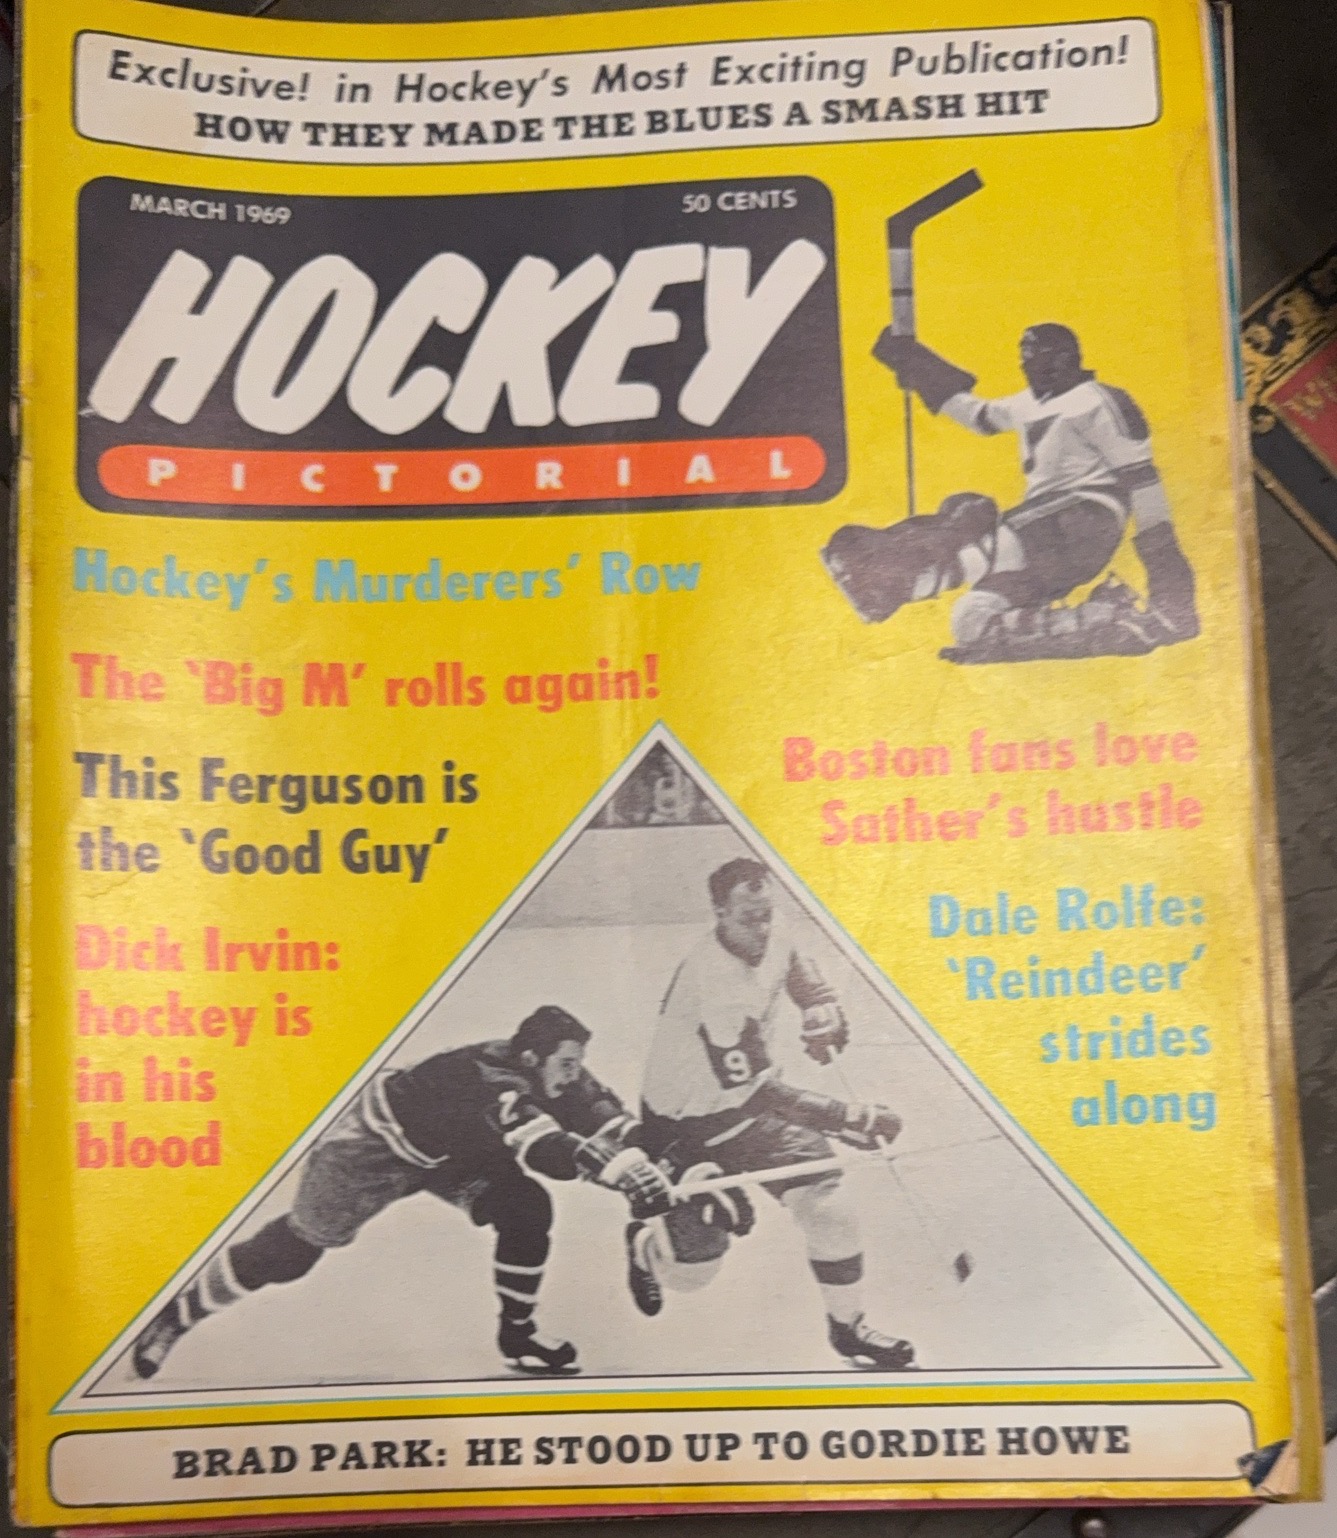 Exclusive! in Hockey's Most Exciting Publication!
HOW THEY MADE THE BLUES A SMASH HIT
MARCH 1969
50 CENTS
HOCKEY
PICTORIAL
Hockey's Murderers' Row
The 'Big M' rolls again!
This Ferguson is
the 'Good Guy'
Dick Irvin:
hockey is
in his
blood
Boston fans love
Sather's hustle
Dale Rolfe:
'Reindeer'
strides
along
2
9
BRAD PARK: HE STOOD UP TO GORDIE HOWE